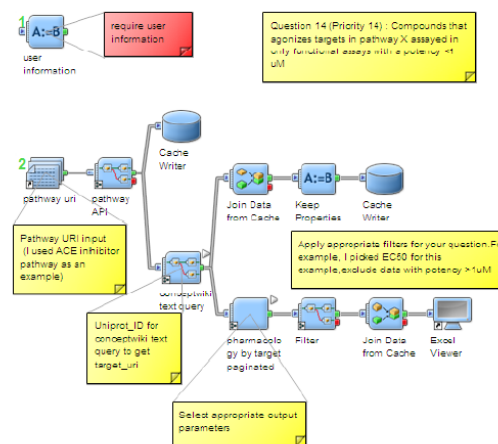 1
A:=B
user
information
require user
information
Question 14 (Priority 14) : Compounds that
agonizes targets in pathway X assayed in
only functional assays with a potency <1
uM
2
pathway uri
pathway
API
Cache
Writer
Pathway URI input
(I used ACE inhibitor
pathway as an
example)
conceptwiki
text query
Join Data
from Cache
A:=B
Keep
Properties
Cache
Writer
Apply appropriate filters for your question.F
example, I picked EC50 for this
example,exclude data with potency >1uM
Uniprot_ID for
conceptwiki text
query to get
target_uri
pharmacolo
gy by target
paginated
Filter
Join Data
from Cache
Excel
Viewer
Select appropriate output
parameters